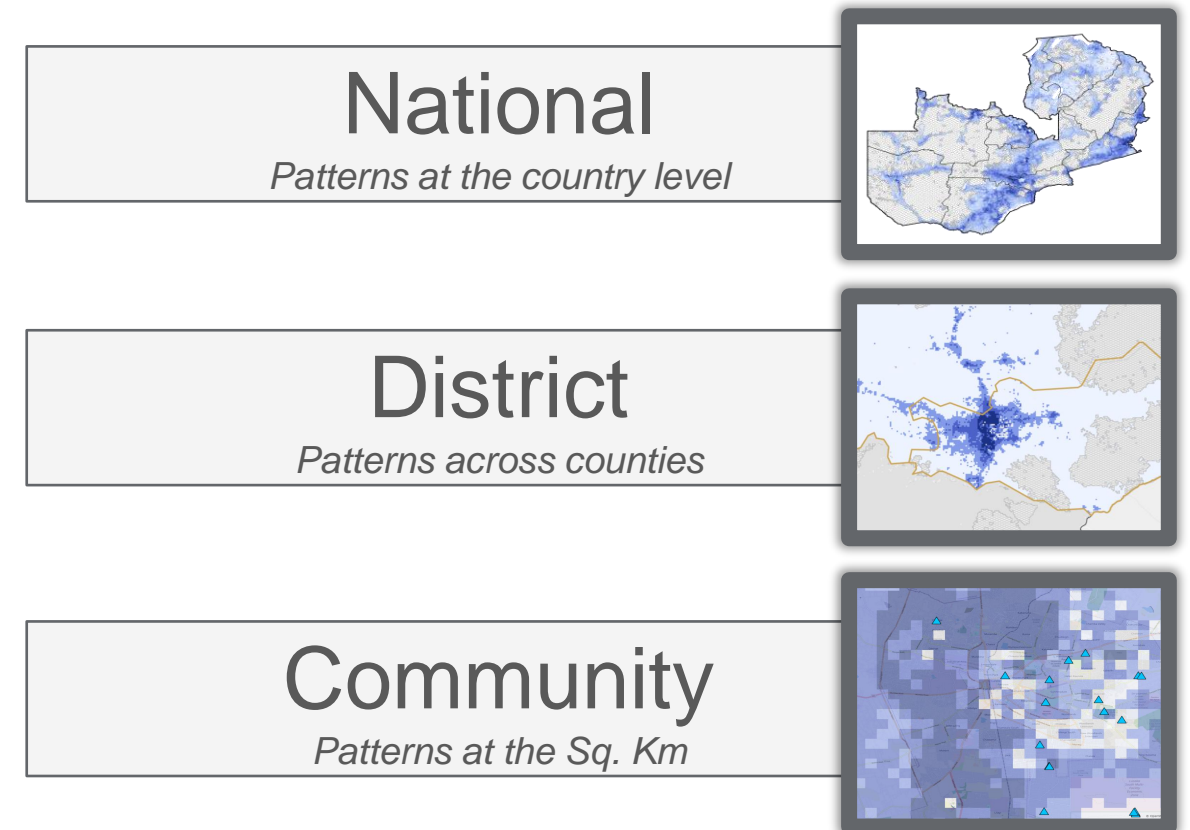 National
Patterns at the country level
District
Patterns across counties
Community
Patterns at the Sq. Km